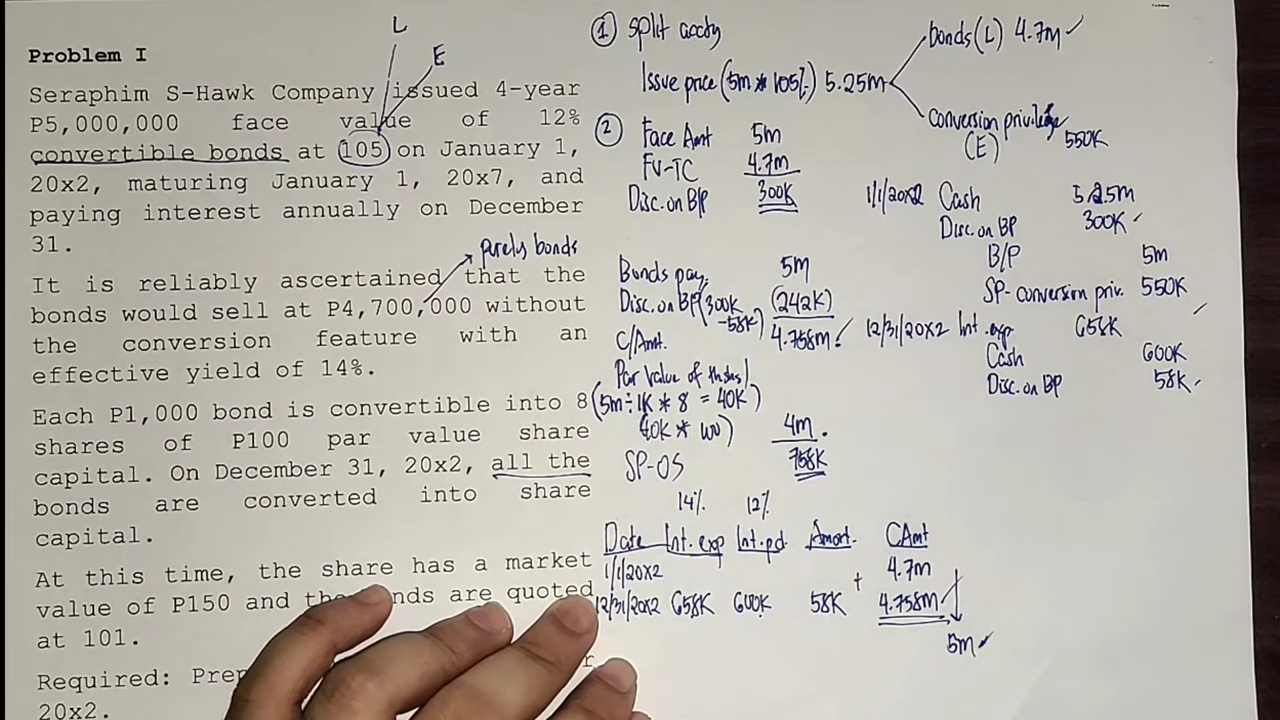 L
E
Problem I
Seraphim S-Hawk Company issued 4-year
P5,000,000 face value of 12%
convertible bonds at 105 on January 1,
20x2, maturing January 1, 20x7, and
paying interest annually on December
31.
purely bonds
It is reliably ascertained that the
bonds would sell at P4,700,000 without
the conversion feature with an
effective yield of 14%.
Each P1,000 bond is convertible into 8
shares of P100 par value share
capital. On December 31, 20x2, all the
bonds are converted into share
capital.
At this time, the share has a market
value of P150 and the bonds are quoted
at 101.
Required:
20x2.
① Split acctg
bonds (L) 4.7m ✓
Issue price (5m * 105%) 5.25m
conversion privilege
(E) 550K
② Face Amt 5m
FV-TC 4.7m
Disc. on B/P 300K
1/1/20x2 Cash 5.25m
Disc. on BP 300K ✓
B/P 5m
SP- conversion priv. 550K
Bonds pay. 5m
Disc. on BP (300K (242K)
-58K)
C/Amt. 4.758m ✓
12/31/20x2 Int. exp 658K
Cash 600K
Disc. on BP 58K ✓
Par value of
(5m ÷ 1K * 8 = 40K)
40K * 100) 4m.
SP-OS 758K
14% 12%
Date Int. exp Int. pd. Amort. CAmt
1/1/20x2 4.7m
12/31/20x2 658K 600K 58K + 4.758m
5m ✓